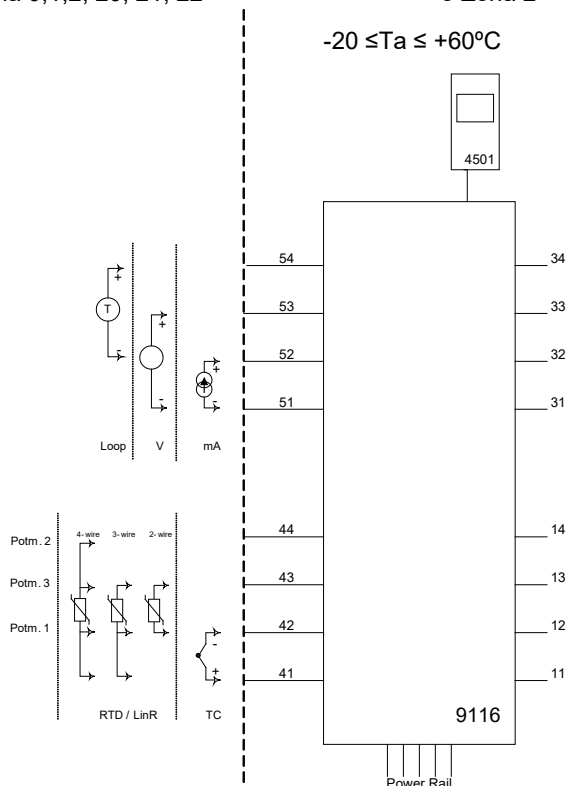 -20 ≤Ta ≤ +60ºC
4501
54
34
53
33
T
+
+
52
32
-
+
51
31
-
-
Loop
V
mA
44
14
Potm. 2
4-wire
3-wire
2-wire
43
13
Potm. 3
42
12
Potm. 1
-
+
41
11
RTD / LinR
TC
9116
Power Rail